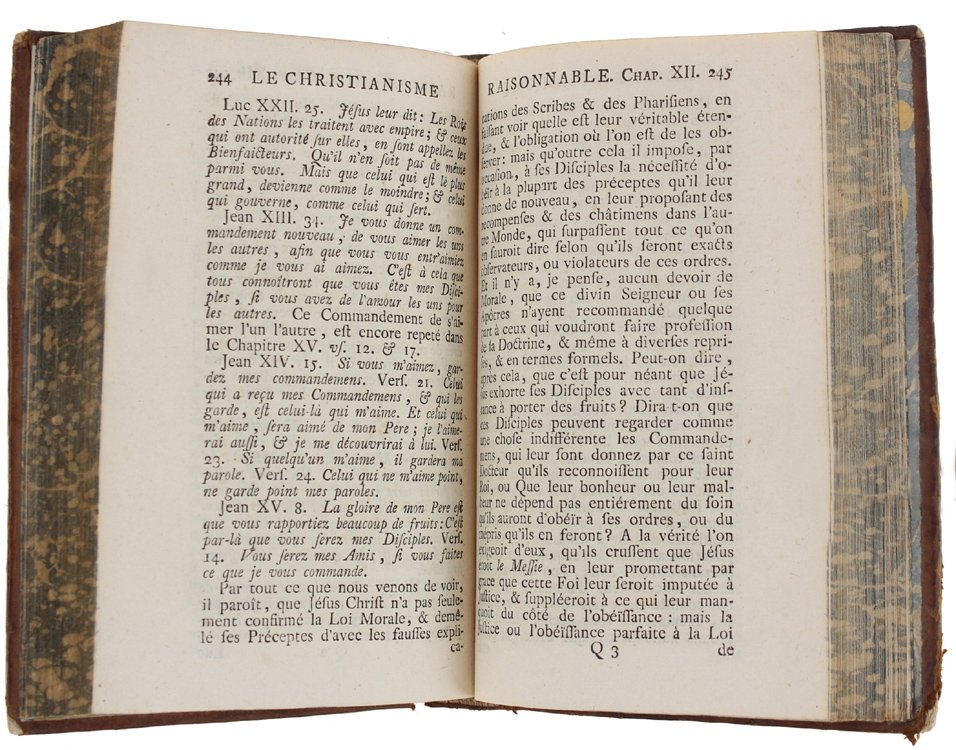 244 LE CHRISTIANISME
Luc XXII. 25. Jéſus leur dit: Les Rois
des Nations les traitent avec empire; & ceux
qui ont autorité ſur elles, en ſont appellez les
Bienfaicteurs. Qu'il n'en ſoit pas de même
parmi vous. Mais que celui qui eſt le plus
grand, devienne comme le moindre; & celui
qui gouverne, comme celui qui ſert.
Jean XIII. 34. Je vous donne un com-
mandement nouveau, de vous aimer les uns
les autres, afin que vous vous entr'aimiez
comme je vous ai aimez. C'eſt à cela que
tous connoîtront que vous êtes mes Diſci-
ples, ſi vous avez de l'amour les uns pour
les autres. Ce Commandement de s'ai-
mer l'un l'autre, eſt encore repeté dans
le Chapitre XV. vſ. 12. & 17.
Jean XIV. 15. Si vous m'aimez, gar-
dez mes commandemens. Verſ. 21. Celui
qui a reçu mes Commandemens, & qui les
garde, eſt celui-là qui m'aime. Et celui qui
m'aime, ſera aimé de mon Pere; je l'aime-
rai auſſi, & je me découvrirai à lui. Verſ.
23. Si quelqu'un m'aime, il gardera ma
parole. Verſ. 24. Celui qui ne m'aime point,
ne garde point mes paroles.
Jean XV. 8. La gloire de mon Pere eſt
que vous rapportiez beaucoup de fruits: C'eſt
par-là que vous ſerez mes Diſciples. Verſ.
14. Vous ſerez mes Amis, ſi vous faites
ce que je vous commande.
Par tout ce que nous venons de voir,
il paroît, que Jéſus Chriſt n'a pas ſeule-
ment confirmé la Loi Morale, & démê-
lé ſes Préceptes d'avec les fauſſes expli-
ca-
RAISONNABLE. CHAP. XII. 245
cations des Scribes & des Phariſiens, en
faiſant voir quelle eſt leur véritable éten-
due, & l'obligation où l'on eſt de les ob-
ſerver: mais qu'outre cela il impoſe, par
occaſion, à ſes Diſciples la néceſſité d'o-
béïr à la plupart des préceptes qu'il leur
donne de nouveau, en leur propoſant des
recompenſes & des châtimens dans l'au-
tre Monde, qui ſurpaſſent tout ce qu'on
en ſauroit dire ſelon qu'ils ſeront exacts
obſervateurs, ou violateurs de ces ordres.
Et il n'y a, je penſe, aucun devoir de
Morale, que ce divin Seigneur ou ſes
Apôtres n'ayent recommandé quelque
part à ceux qui voudront faire profeſſion
de ſa Doctrine, & même à diverſes repri-
ſes, & en termes formels. Peut-on dire,
après cela, que c'eſt pour néant que Jé-
ſus exhorte ſes Diſciples avec tant d'inſ-
tance à porter des fruits? Dira-t-on que
ces Diſciples peuvent regarder comme
une choſe indifférente les Commande-
mens, qui leur ſont donnez par ce ſaint
Docteur qu'ils reconnoiſſent pour leur
Roi, ou Que leur bonheur ou leur mal-
heur ne dépend pas entiérement du ſoin
qu'ils auront d'obéïr à ſes ordres, ou du
mépris qu'ils en feront? A la vérité l'on
exigeoit d'eux, qu'ils cruſſent que Jéſus
étoit le Meſſie, en leur promettant par
grace que cette Foi leur ſeroit imputée à
juſtice, & ſuppléeroit à ce qui leur man-
quoit du côté de l'obéïſſance: mais la
Juſtice ou l'obéïſſance parfaite à la Loi
Q 3 de